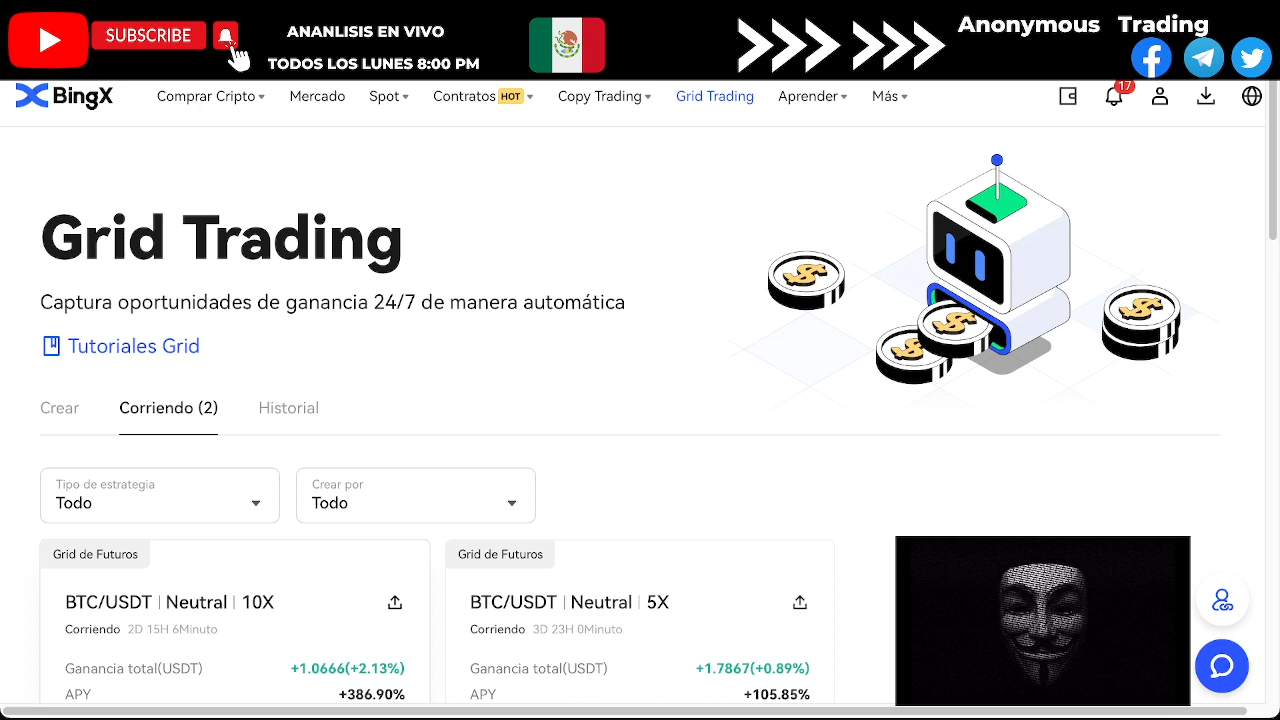 SUBSCRIBE
ANANLISIS EN VIVO
TODOS LOS LUNES 8:00 PM
Anonymous Trading
BingX
Comprar Cripto
Mercado
Spot
Contratos HOT
Copy Trading
Grid Trading
Aprender
Más
17
Grid Trading
Captura oportunidades de ganancia 24/7 de manera automática
Tutoriales Grid
Crear
Corriendo (2)
Historial
Tipo de estrategia
Todo
Crear por
Todo
Grid de Futuros
BTC/USDT | Neutral | 10X
Corriendo 2D 15H 6Minuto
Ganancia total(USDT) +1.0666(+2.13%)
APY +386.90%
Grid de Futuros
BTC/USDT | Neutral | 5X
Corriendo 3D 23H 0Minuto
Ganancia total(USDT) +1.7867(+0.89%)
APY +105.85%